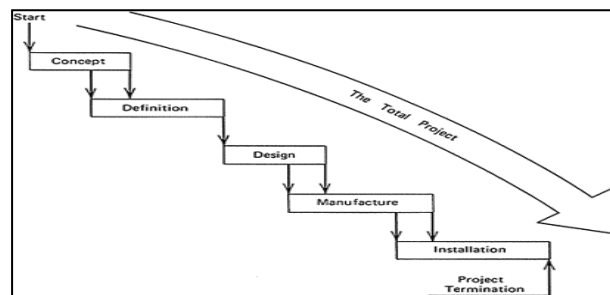 Start
Concept
The Total Project
Definition
Design
Manufacture
Installation
Project
Termination